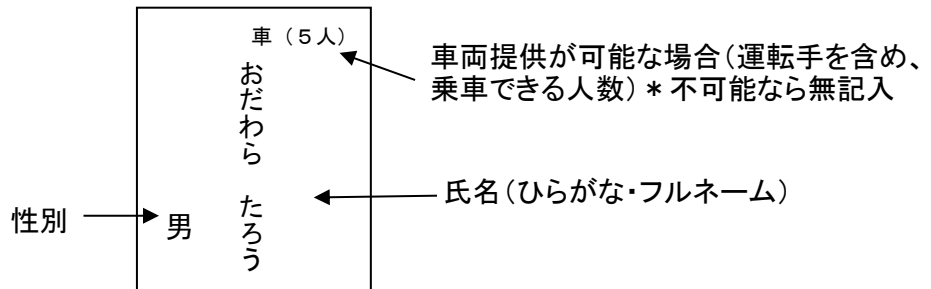 車（５人）
おだわら　たろう
男
性別
車両提供が可能な場合（運転手を含め、
乗車できる人数）＊不可能なら無記入
氏名（ひらがな・フルネーム）